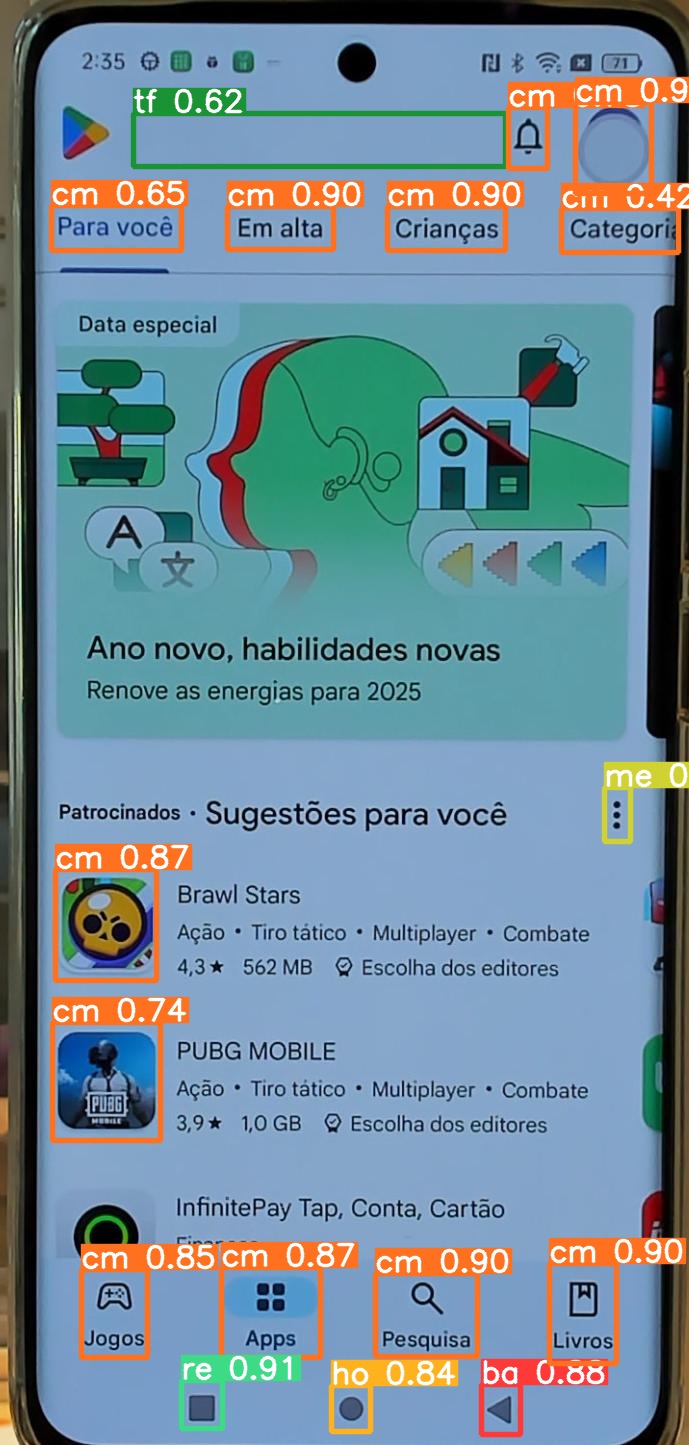 2:35 71
tf 0.62
cm
cm 0.9
cm 0.65 cm 0.90 cm 0.90 cm 0.42
Para você Em alta Crianças Categori
Data especial
A 文
Ano novo, habilidades novas
Renove as energias para 2025
me 0
Patrocinados • Sugestões para você
cm 0.87
Brawl Stars
Ação • Tiro tático • Multiplayer • Combate
4,3★ 562 MB Escolha dos editores
cm 0.74
PUBG MOBILE
PUBG
MOBILE
Ação • Tiro tático • Multiplayer • Combate
3,9★ 1,0 GB Escolha dos editores
InfinitePay Tap, Conta, Cartão
cm 0.85 cm 0.87 cm 0.90 cm 0.90
Jogos Apps Pesquisa Livros
re 0.91 ho 0.84 ba 0.88